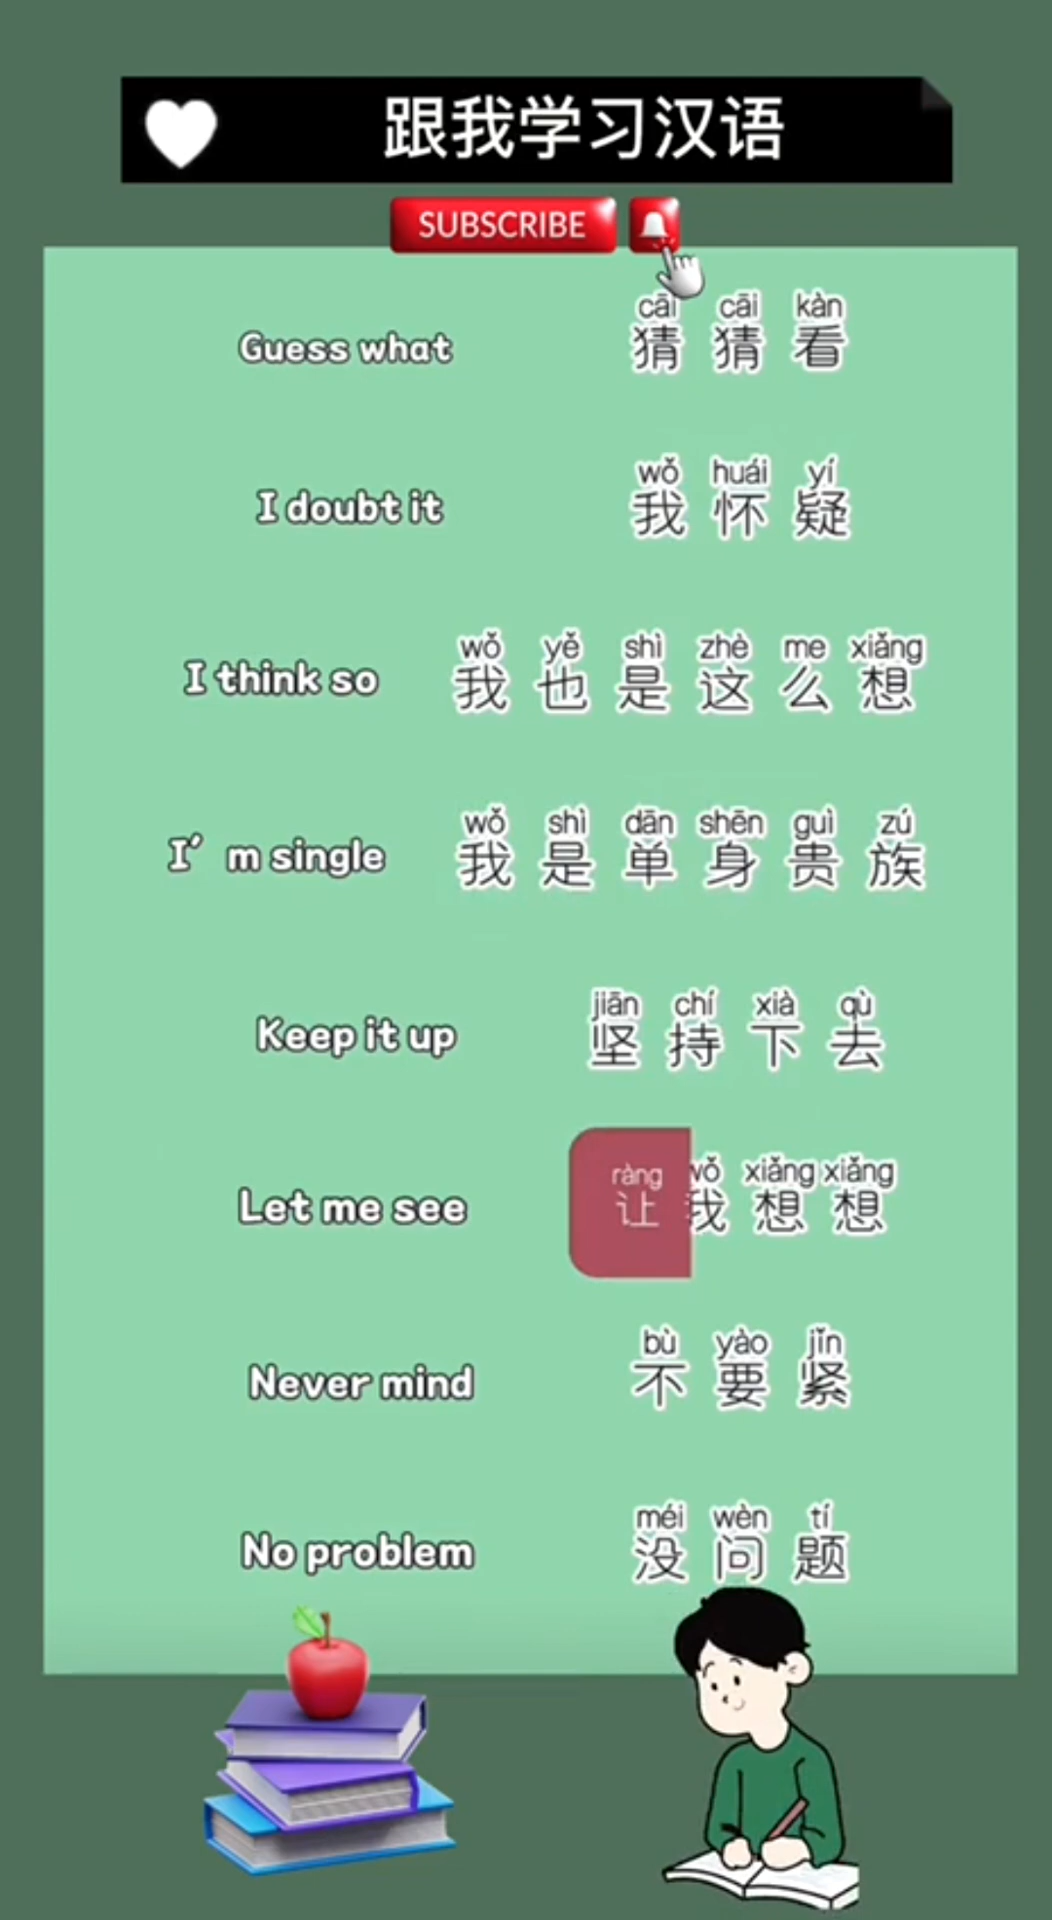 跟我学习汉语
SUBSCRIBE
cāi cāi kàn
Guess what 猜猜看
wǒ huái yí
I doubt it 我怀疑
wǒ yě shì zhè me xiǎng
I think so 我也是这么想
wǒ shì dān shēn guì zú
I'm single 我是单身贵族
jiān chí xià qù
Keep it up 坚持下去
ràng wǒ xiǎng xiǎng
Let me see 让我想想
bù yào jǐn
Never mind 不要紧
méi wèn tí
No problem 没问题